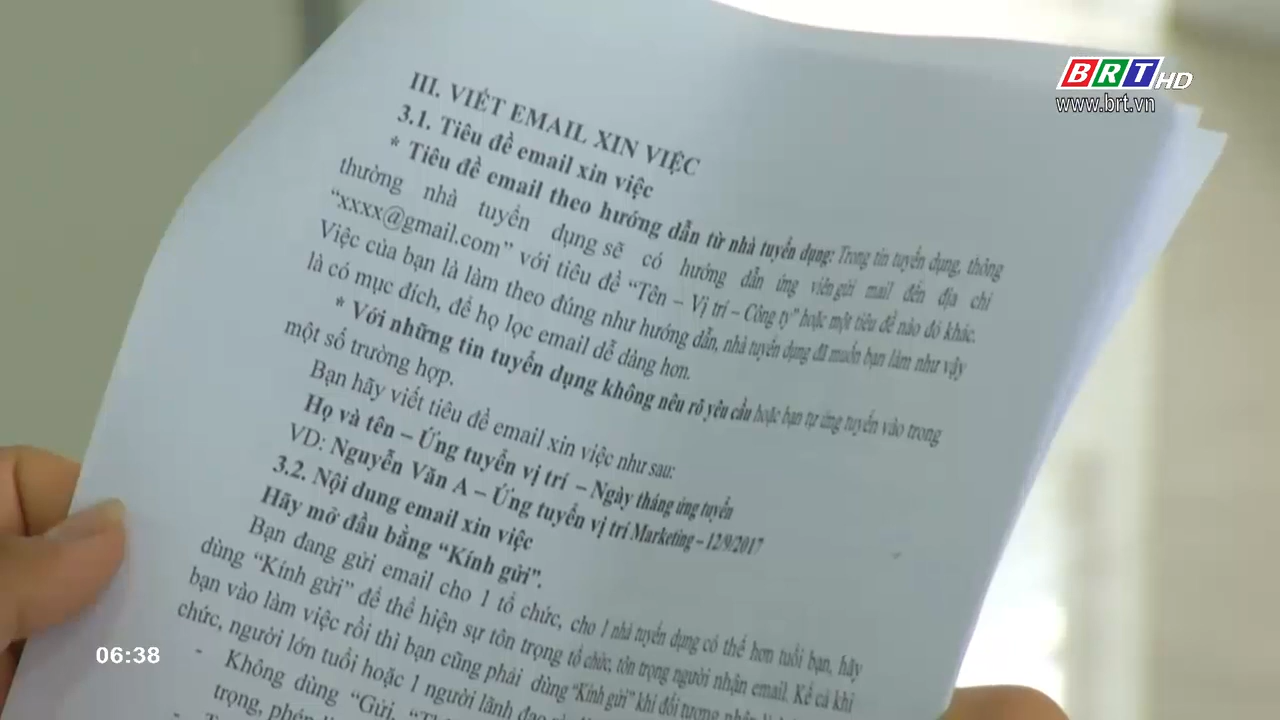 BRT HD
www.brt.vn
III. VIẾT EMAIL XIN VIỆC
3.1. Tiêu đề email xin việc
* Tiêu đề email theo hướng dẫn từ nhà tuyển dụng: Trong tin tuyển dụng, thông
thường nhà tuyển dụng sẽ có hướng dẫn ứng viên gửi mail đến địa chỉ
“xxxx@gmail.com” với tiêu đề “Tên – Vị trí – Công ty” hoặc một tiêu đề nào đó khác.
Việc của bạn là làm theo đúng như hướng dẫn, nhà tuyển dụng đã muốn bạn làm như vậy
là có mục đích, để họ lọc email dễ dàng hơn.
* Với những tin tuyển dụng không nêu rõ yêu cầu hoặc bạn tự ứng tuyển vào trong
một số trường hợp.
Bạn hãy viết tiêu đề email xin việc như sau:
Họ và tên – Ứng tuyển vị trí – Ngày tháng ứng tuyển
VD: Nguyễn Văn A – Ứng tuyển vị trí Marketing – 12/9/2017
3.2. Nội dung email xin việc
Hãy mở đầu bằng “Kính gửi”.
Bạn đang gửi email cho 1 tổ chức, cho 1 nhà tuyển dụng có thể hơn tuổi bạn, hãy
dùng “Kính gửi” để thể hiện sự tôn trọng tổ chức, tôn trọng người nhận email. Kể cả khi
bạn vào làm việc rồi thì bạn cũng phải dùng “Kính gửi” khi đối tượng nhận là
chức, người lớn tuổi hoặc 1 người lãnh đạo
- Không dùng “Gửi,
trọng,
06:38